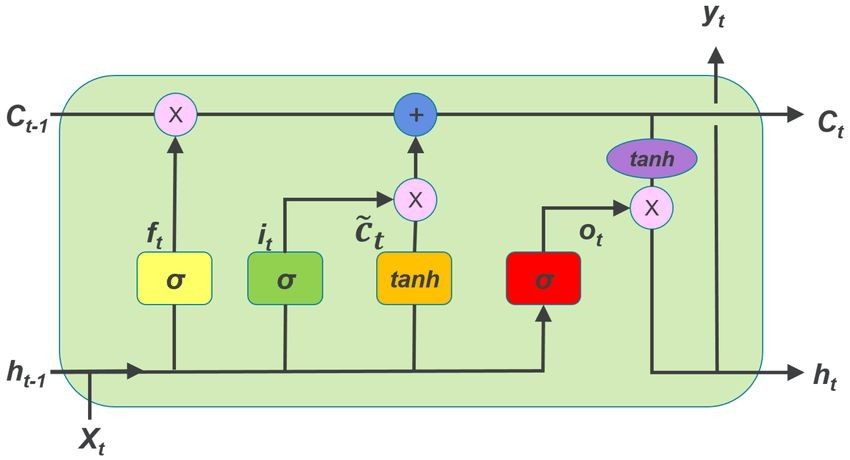 yₜ
Cₜ₋₁ X + Cₜ
tanh
X X
fₜ iₜ c̃ₜ oₜ
σ σ tanh σ
hₜ₋₁ hₜ
Xₜ